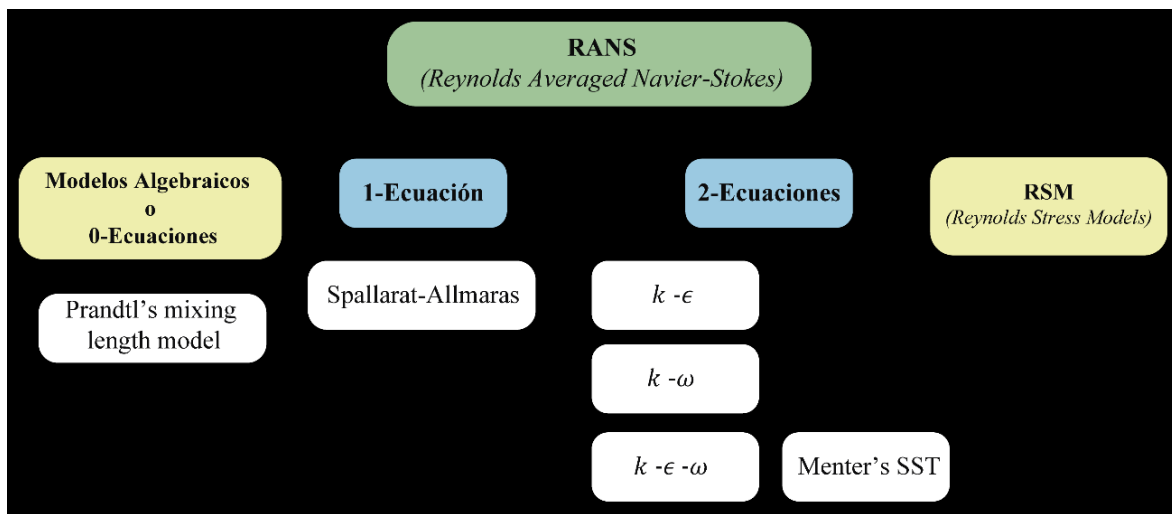 RANS
(Reynolds Averaged Navier-Stokes)
Modelos Algebraicos
o
0-Ecuaciones
1-Ecuación
2-Ecuaciones
RSM
(Reynolds Stress Models)
Prandtl's mixing
length model
Spallarat-Allmaras
k -ϵ
k -ω
k -ϵ -ω
Menter's SST